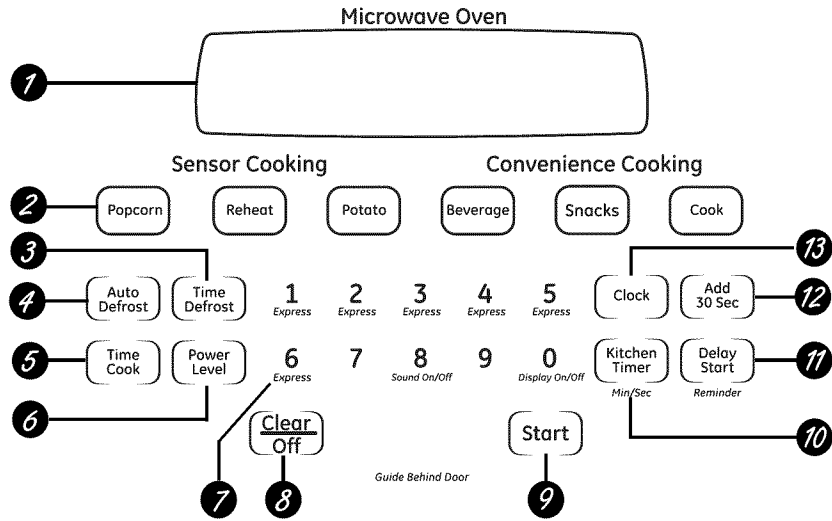 Microwave Oven
1
Sensor Cooking Convenience Cooking
2 Popcorn Reheat Potato Beverage Snacks Cook
3 13
4 Auto Defrost Time Defrost 1 2 3 4 5 Clock Add 30 Sec 12
Express Express Express Express Express
5 Time Cook Power Level 6 7 8 9 0 Kitchen Timer Delay Start 11
Express Sound On/Off Display On/Off Min/Sec Reminder
6 Clear Off Start 10
Guide Behind Door
7 8 9